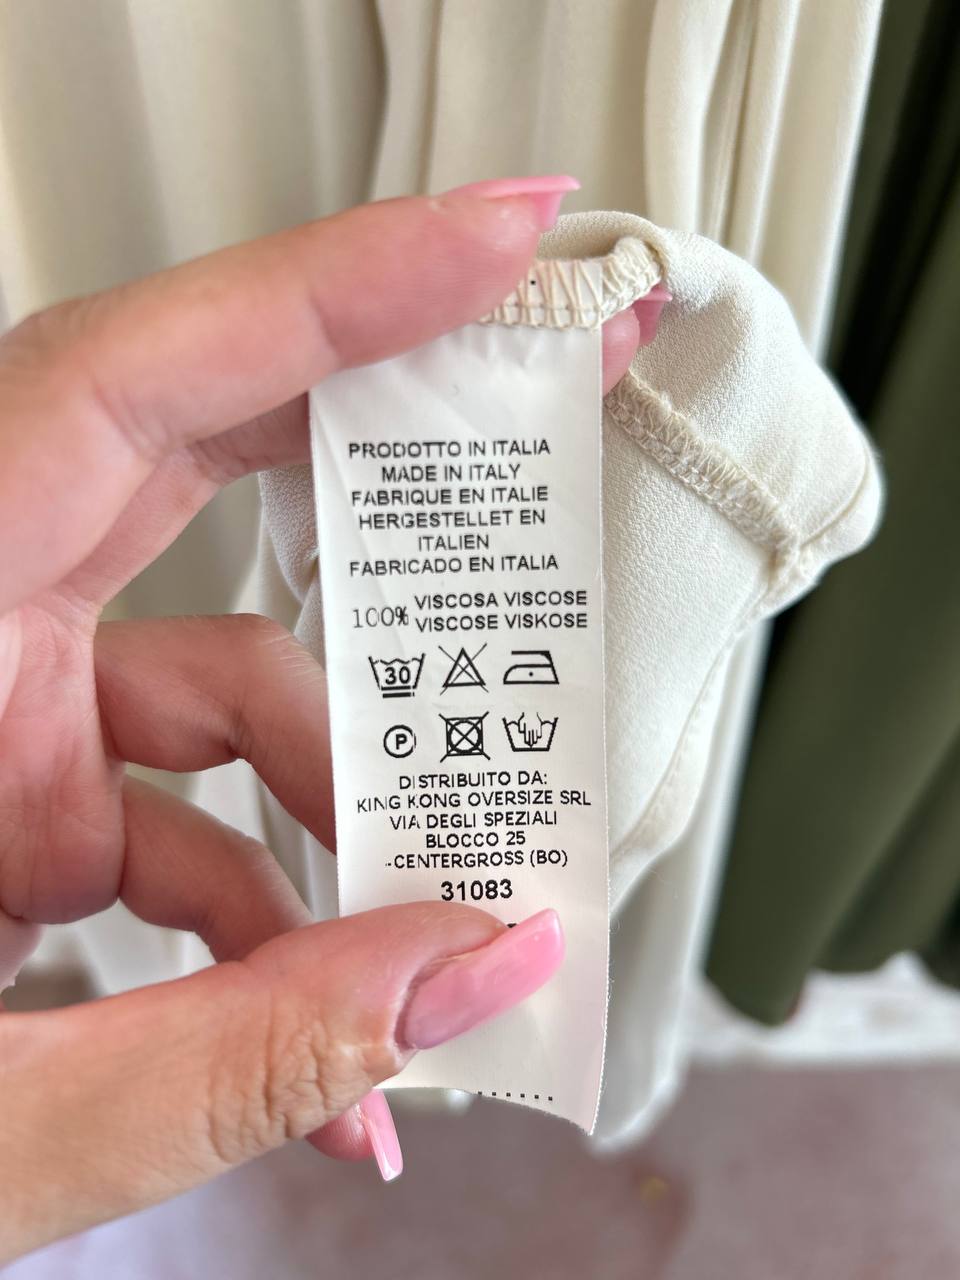 PRODOTTO IN ITALIA
MADE IN ITALY
FABRIQUE EN ITALIE
HERGESTELLET EN
ITALIEN
FABRICADO EN ITALIA
100% VISCOSA VISCOSE
VISCOSE VISKOSE
30
P
DISTRIBUITO DA:
KING KONG OVERSIZE SRL
VIA DEGLI SPEZIALI
BLOCCO 25
-CENTERGROSS (BO)
31083